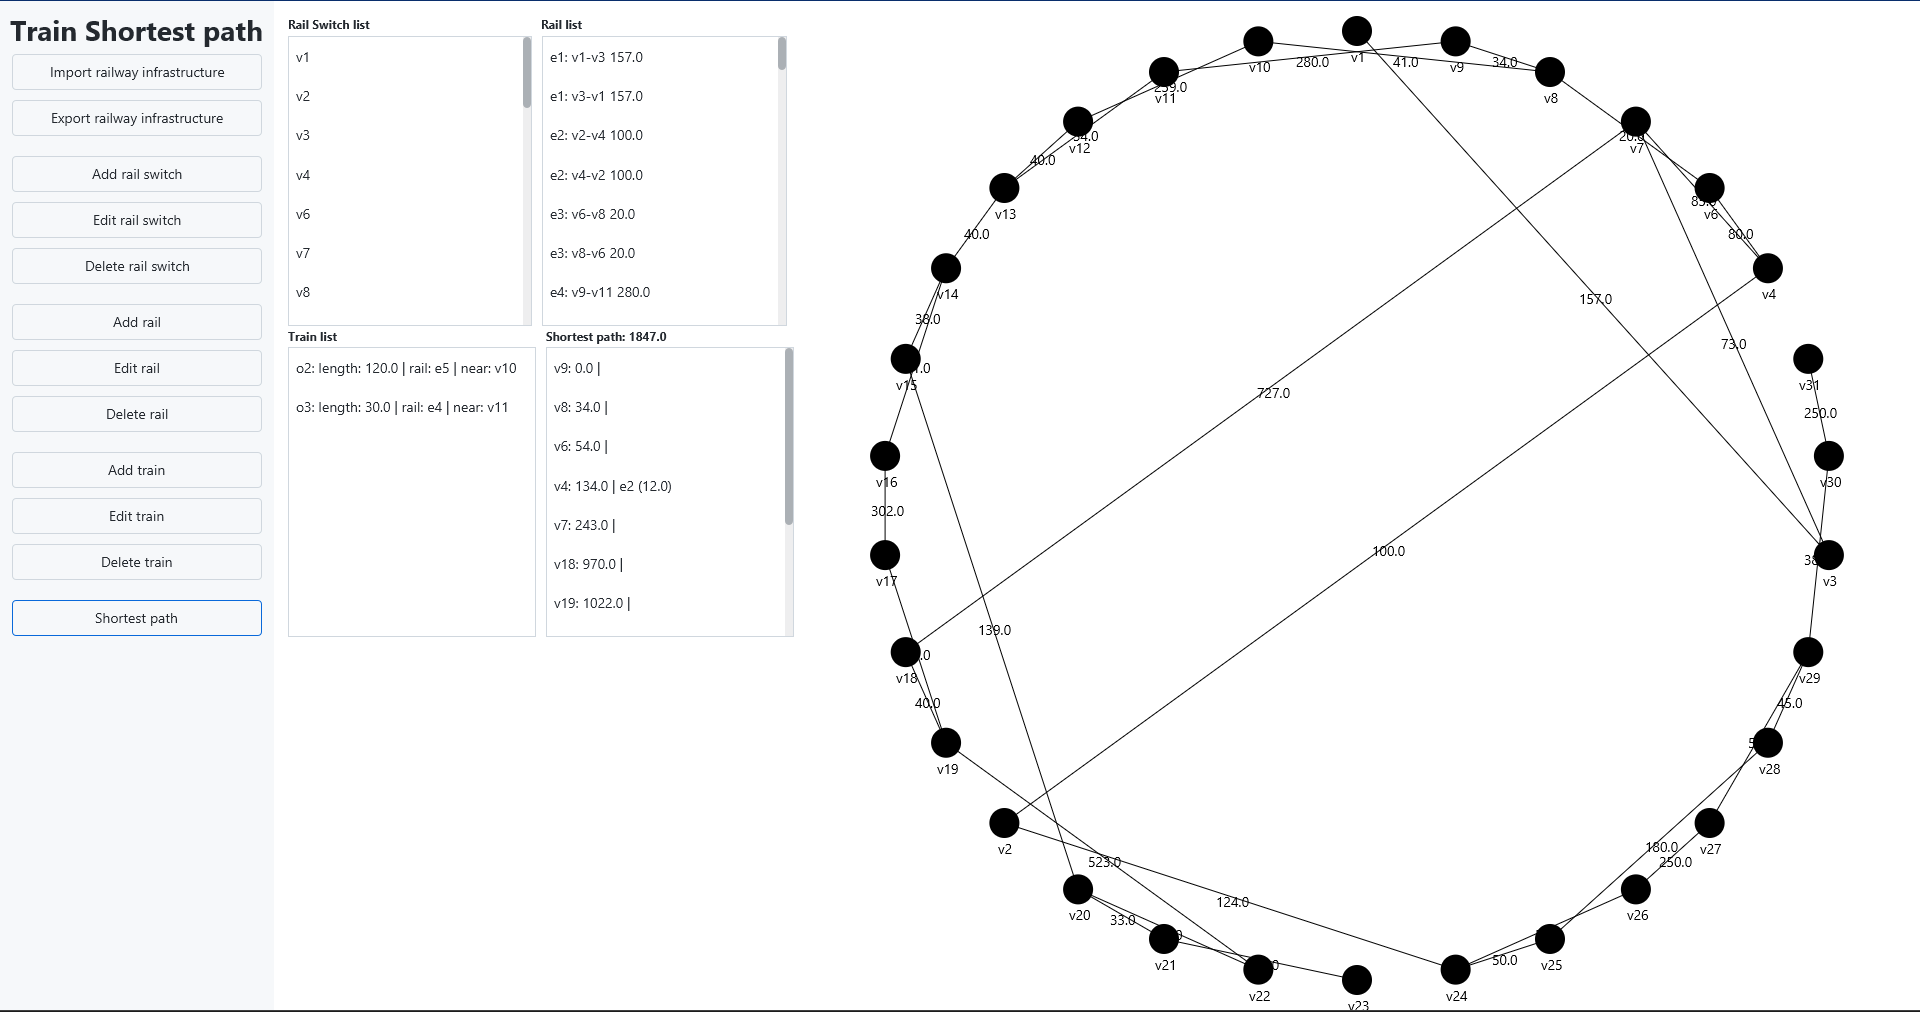 Train Shortest path
Import railway infrastructure
Export railway infrastructure
Add rail switch
Edit rail switch
Delete rail switch
Add rail
Edit rail
Delete rail
Add train
Edit train
Delete train
Shortest path
Rail Switch list
v1
v2
v3
v4
v6
v7
v8
Rail list
e1: v1-v3 157.0
e1: v3-v1 157.0
e2: v2-v4 100.0
e2: v4-v2 100.0
e3: v6-v8 20.0
e3: v8-v6 20.0
e4: v9-v11 280.0
Train list
o2: length: 120.0 | rail: e5 | near: v10
o3: length: 30.0 | rail: e4 | near: v11
Shortest path: 1847.0
v9: 0.0 |
v8: 34.0 |
v6: 54.0 |
v4: 134.0 | e2 (12.0)
v7: 243.0 |
v18: 970.0 |
v19: 1022.0 |
v10
280.0
v1
41.0
v9
34.0
v8
v11
v12
v7
40.0
v13
v6
40.0
80.0
v14
v4
157.0
38.0
73.0
v15
v31
727.0
250.0
v16
v30
302.0
100.0
v17
v3
139.0
v18
v29
40.0
45.0
v19
v28
v2
v27
523.0
180.0
250.0
124.0
v20
33.0
v26
v21
50.0
v25
v22
v23
v24